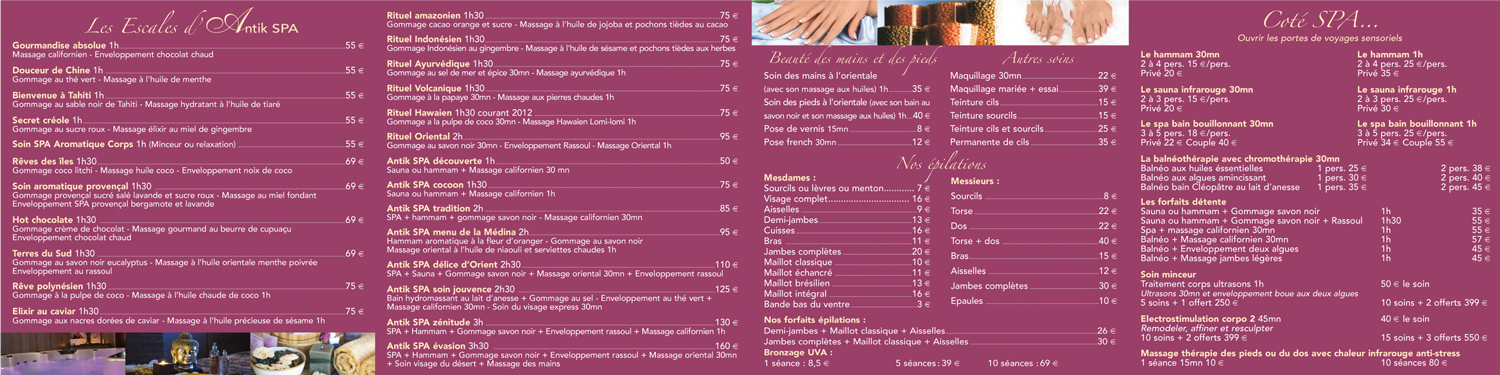 Les Escales d'Antik SPA
Gourmandise absolue 1h 55 €
Massage californien - Enveloppement chocolat chaud
Douceur de Chine 1h 55 €
Gommage au thé vert - Massage à l'huile de menthe
Bienvenue à Tahiti 1h 55 €
Gommage au sable noir de Tahiti - Massage hydratant à l'huile de tiaré
Secret créole 1h 55 €
Gommage au sucre roux - Massage élixir au miel de gingembre
Soin SPA Aromatique Corps 1h (Minceur ou relaxation) 55 €
Rêves des îles 1h30 69 €
Gommage coco litchi - Massage huile coco - Enveloppement noix de coco
Soin aromatique provençal 1h30 69 €
Gommage provençal sucré salé lavande et sucre roux - Massage au miel fondant
Enveloppement SPA provençal bergamote et lavande
Hot chocolate 1h30 69 €
Gommage crème de chocolat - Massage gourmand au beurre de cupuaçu
Enveloppement chocolat chaud
Terres du Sud 1h30 69 €
Gommage au savon noir eucalyptus - Massage à l'huile orientale menthe poivrée
Enveloppement au rassoul
Rêve polynésien 1h30 75 €
Gommage à la pulpe de coco - Massage à l'huile chaude de coco 1h
Elixir au caviar 1h30 75 €
Gommage aux nacres dorées de caviar - Massage à l'huile précieuse de sésame 1h
Rituel amazonien 1h30 75 €
Gommage cacao orange et sucre - Massage à l'huile de jojoba et pochons tièdes au cacao
Rituel Indonésien 1h30 75 €
Gommage Indonésien au gingembre - Massage à l'huile de sésame et pochons tièdes aux herbes
Rituel Ayurvédique 1h30 75 €
Gommage au sel de mer et épice 30mn - Massage ayurvédique 1h
Rituel Volcanique 1h30 75 €
Gommage à la papaye 30mn - Massage aux pierres chaudes 1h
Rituel Hawaien 1h30 courant 2012 75 €
Gommage a la pulpe de coco 30mn - Massage Hawaien Lomi-lomi 1h
Rituel Oriental 2h 95 €
Gommage au savon noir 30mn - Enveloppement Rassoul - Massage Oriental 1h
Antik SPA découverte 1h 50 €
Sauna ou hammam + Massage californien 30 mn
Antik SPA cocoon 1h30 75 €
Sauna ou hammam + Massage californien 1h
Antik SPA tradition 2h 85 €
SPA + hammam + gommage savon noir - Massage californien 30mn
Antik SPA menu de la Médina 2h 95 €
Hammam aromatique à la fleur d'oranger - Gommage au savon noir
Massage oriental à l'huile de niaouli et serviettes chaudes 1h
Antik SPA délice d'Orient 2h30 110 €
SPA + Sauna + Gommage savon noir + Massage oriental 30mn + Enveloppement rassoul
Antik SPA soin jouvence 2h30 125 €
Bain hydromassant au lait d'anesse + Gommage au sel - Enveloppement au thé vert +
Massage californien 30mn - Soin du visage express 30mn
Antik SPA zénitude 3h 130 €
SPA + Hammam + Gommage savon noir + Enveloppement rassoul + Massage californien 1h
Antik SPA évasion 3h30 160 €
SPA + Hammam + Gommage savon noir + Enveloppement rassoul + Massage oriental 30mn
+ Soin visage du désert + Massage des mains
Beauté des mains et des pieds
Soin des mains à l'orientale
(avec son massage aux huiles) 1h 35 €
Soin des pieds à l'orientale (avec son bain au
savon noir et son massage aux huiles) 1h 40 €
Pose de vernis 15mn 8 €
Pose french 30mn 12 €
Autres soins
Maquillage 30mn 22 €
Maquillage mariée + essai 39 €
Teinture cils 15 €
Teinture sourcils 15 €
Teinture cils et sourcils 25 €
Permanente de cils 35 €
Nos épilations
Mesdames :
Sourcils ou lèvres ou menton 7 €
Visage complet 16 €
Aisselles 9 €
Demi-jambes 13 €
Cuisses 16 €
Bras 11 €
Jambes complètes 20 €
Maillot classique 10 €
Maillot échancré 11 €
Maillot brésilien 13 €
Maillot intégral 16 €
Bande bas du ventre 3 €
Messieurs :
Sourcils 8 €
Torse 22 €
Dos 22 €
Torse + dos 40 €
Bras 15 €
Aisselles 12 €
Jambes complètes 30 €
Epaules 10 €
Nos forfaits épilations :
Demi-jambes + Maillot classique + Aisselles 26 €
Jambes complètes + Maillot classique + Aisselles 30 €
Bronzage UVA :
1 séance : 8,5 € 5 séances : 39 € 10 séances : 69 €
Coté SPA...
Ouvrir les portes de voyages sensoriels
Le hammam 30mn
2 à 4 pers. 15 €/pers.
Privé 20 €
Le hammam 1h
2 à 4 pers. 25 €/pers.
Privé 35 €
Le sauna infrarouge 30mn
2 à 3 pers. 15 €/pers.
Privé 20 €
Le sauna infrarouge 1h
2 à 3 pers. 25 €/pers.
Privé 30 €
Le spa bain bouillonnant 30mn
3 à 5 pers. 18 €/pers.
Privé 22 € Couple 40 €
Le spa bain bouillonnant 1h
3 à 5 pers. 25 €/pers.
Privé 34 € Couple 55 €
La balnéothérapie avec chromothérapie 30mn
Balnéo aux huiles éssentielles 1 pers. 25 € 2 pers. 38 €
Balnéo aux algues amincissant 1 pers. 30 € 2 pers. 40 €
Balnéo bain Cléopâtre au lait d'anesse 1 pers. 35 € 2 pers. 45 €
Les forfaits détente
Sauna ou hammam + Gommage savon noir 1h 35 €
Sauna ou hammam + Gommage savon noir + Rassoul 1h30 55 €
Spa + massage californien 30mn 1h 55 €
Balnéo + Massage californien 30mn 1h 57 €
Balnéo + Enveloppement deux algues 1h 45 €
Balnéo + Massage jambes légères 1h 45 €
Soin minceur
Traitement corps ultrasons 1h 50 € le soin
Ultrasons 30mn et enveloppement boue aux deux algues
5 soins + 1 offert 250 € 10 soins + 2 offerts 399 €
Electrostimulation corpo 2 45mn 40 € le soin
Remodeler, affiner et resculpter
10 soins + 2 offerts 399 € 15 soins + 3 offerts 550 €
Massage thérapie des pieds ou du dos avec chaleur infrarouge anti-stress
1 séance 15mn 10 € 10 séances 80 €